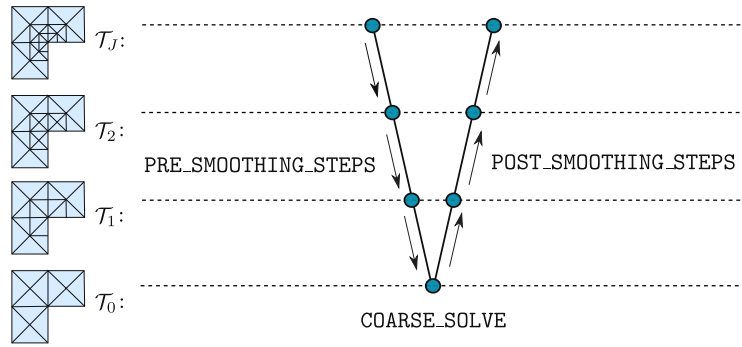 𝒯_J:
𝒯_2:
PRE_SMOOTHING_STEPS
POST_SMOOTHING_STEPS
𝒯_1:
𝒯_0:
COARSE_SOLVE